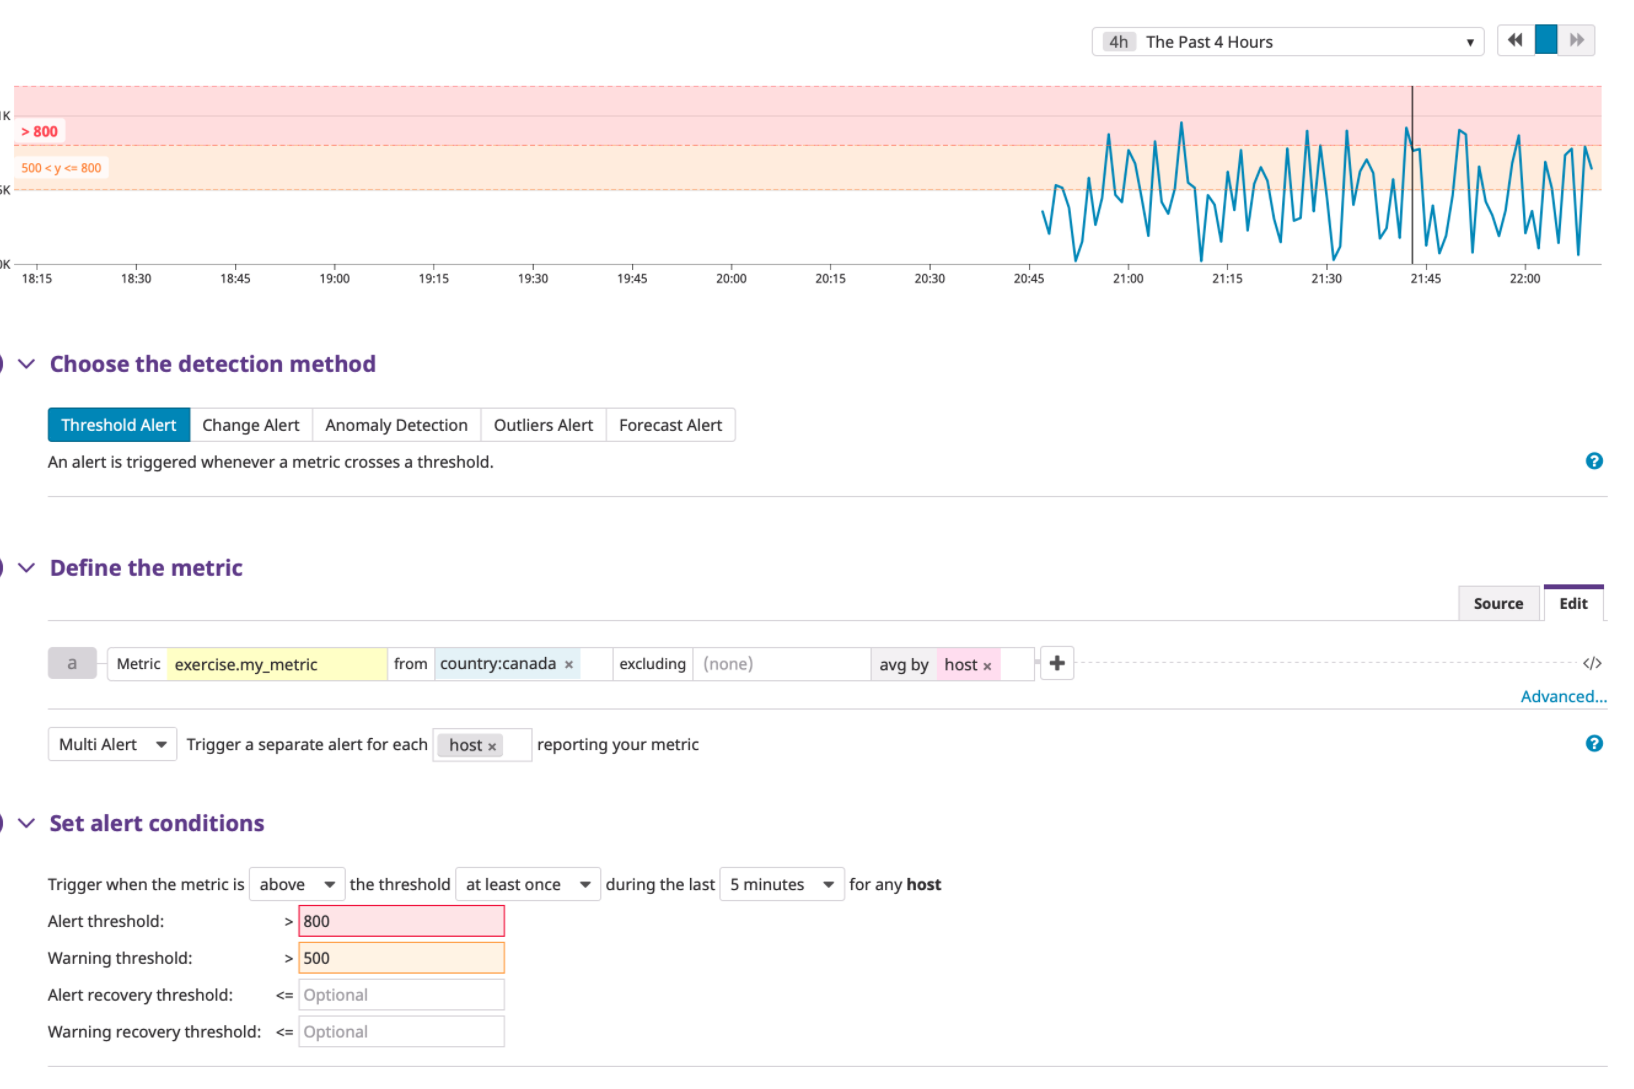 4h The Past 4 Hours
1K
> 800
500 < y <= 800
5K
0K
18:15 18:30 18:45 19:00 19:15 19:30 19:45 20:00 20:15 20:30 20:45 21:00 21:15 21:30 21:45 22:00
Choose the detection method
Threshold Alert Change Alert Anomaly Detection Outliers Alert Forecast Alert
An alert is triggered whenever a metric crosses a threshold. ?
Define the metric
Source Edit
a Metric exercise.my_metric from country:canada × excluding (none) avg by host × + </>
Advanced...
Multi Alert Trigger a separate alert for each host × reporting your metric ?
Set alert conditions
Trigger when the metric is above the threshold at least once during the last 5 minutes for any host
Alert threshold: > 800
Warning threshold: > 500
Alert recovery threshold: <= Optional
Warning recovery threshold: <= Optional